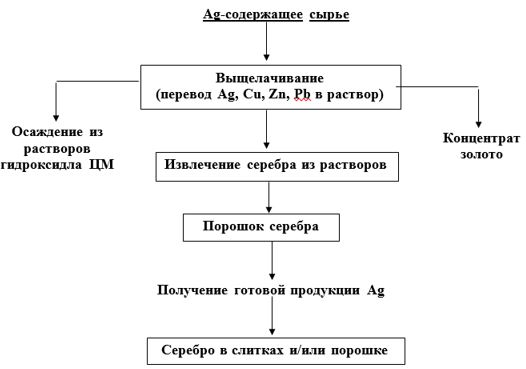 Ag-содержащее сырье
Выщелачивание
(перевод Ag, Cu, Zn, Pb в раствор)
Осаждение из
растворов
гидроксидла ЦМ
Концентрат
золото
Извлечение серебра из растворов
Порошок серебра
Получение готовой продукции Ag
Серебро в слитках и/или порошке